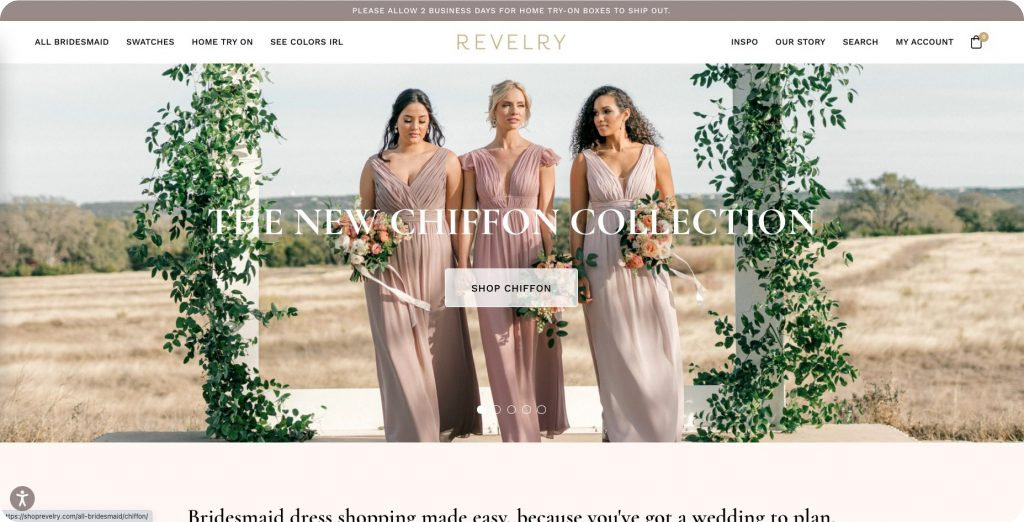 PLEASE ALLOW 2 BUSINESS DAYS FOR HOME TRY-ON BOXES TO SHIP OUT.
ALL BRIDESMAID SWATCHES HOME TRY ON SEE COLORS IRL REVELRY INSPO OUR STORY SEARCH MY ACCOUNT 0
THE NEW CHIFFON COLLECTION
SHOP CHIFFON
Bridesmaid dress shopping made easy, because you've got a wedding to plan.
ttps://shoprevelry.com/all-bridesmaid/chiffon/